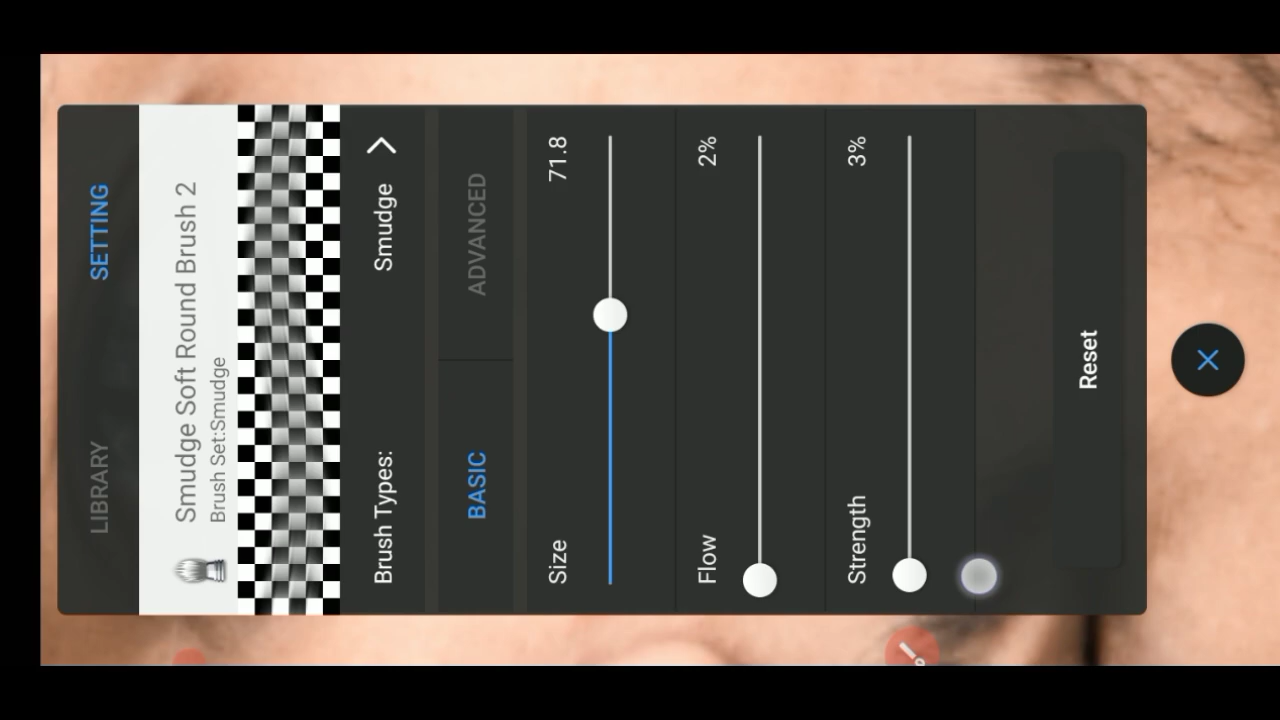 LIBRARY SETTING
Smudge Soft Round Brush 2
Brush Set:Smudge
Brush Types: Smudge
BASIC ADVANCED
Size 71.8
Flow 2%
Strength 3%
Reset